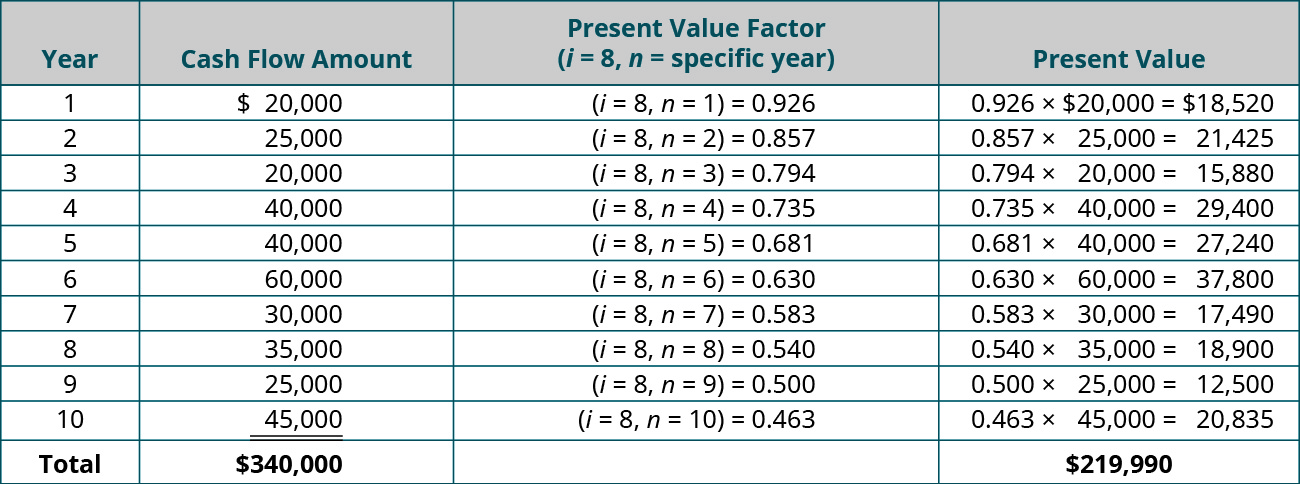 Year Cash Flow Amount Present Value Factor (i = 8, n = specific year) Present Value
1 $ 20,000 (i = 8, n = 1) = 0.926 0.926 × $20,000 = $18,520
2 25,000 (i = 8, n = 2) = 0.857 0.857 × 25,000 = 21,425
3 20,000 (i = 8, n = 3) = 0.794 0.794 × 20,000 = 15,880
4 40,000 (i = 8, n = 4) = 0.735 0.735 × 40,000 = 29,400
5 40,000 (i = 8, n = 5) = 0.681 0.681 × 40,000 = 27,240
6 60,000 (i = 8, n = 6) = 0.630 0.630 × 60,000 = 37,800
7 30,000 (i = 8, n = 7) = 0.583 0.583 × 30,000 = 17,490
8 35,000 (i = 8, n = 8) = 0.540 0.540 × 35,000 = 18,900
9 25,000 (i = 8, n = 9) = 0.500 0.500 × 25,000 = 12,500
10 45,000 (i = 8, n = 10) = 0.463 0.463 × 45,000 = 20,835
Total $340,000 $219,990